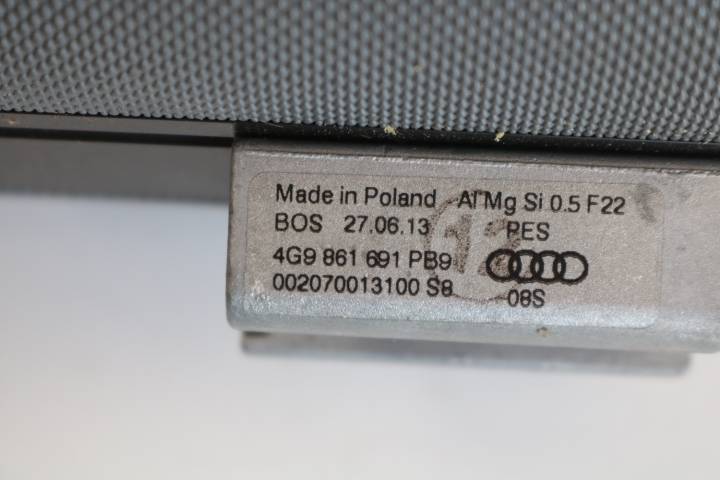 Made in Poland Al Mg Si 0.5 F22
BOS 27.06.13 PES
4G9 861 691 PB9
002070013100 S8 08S